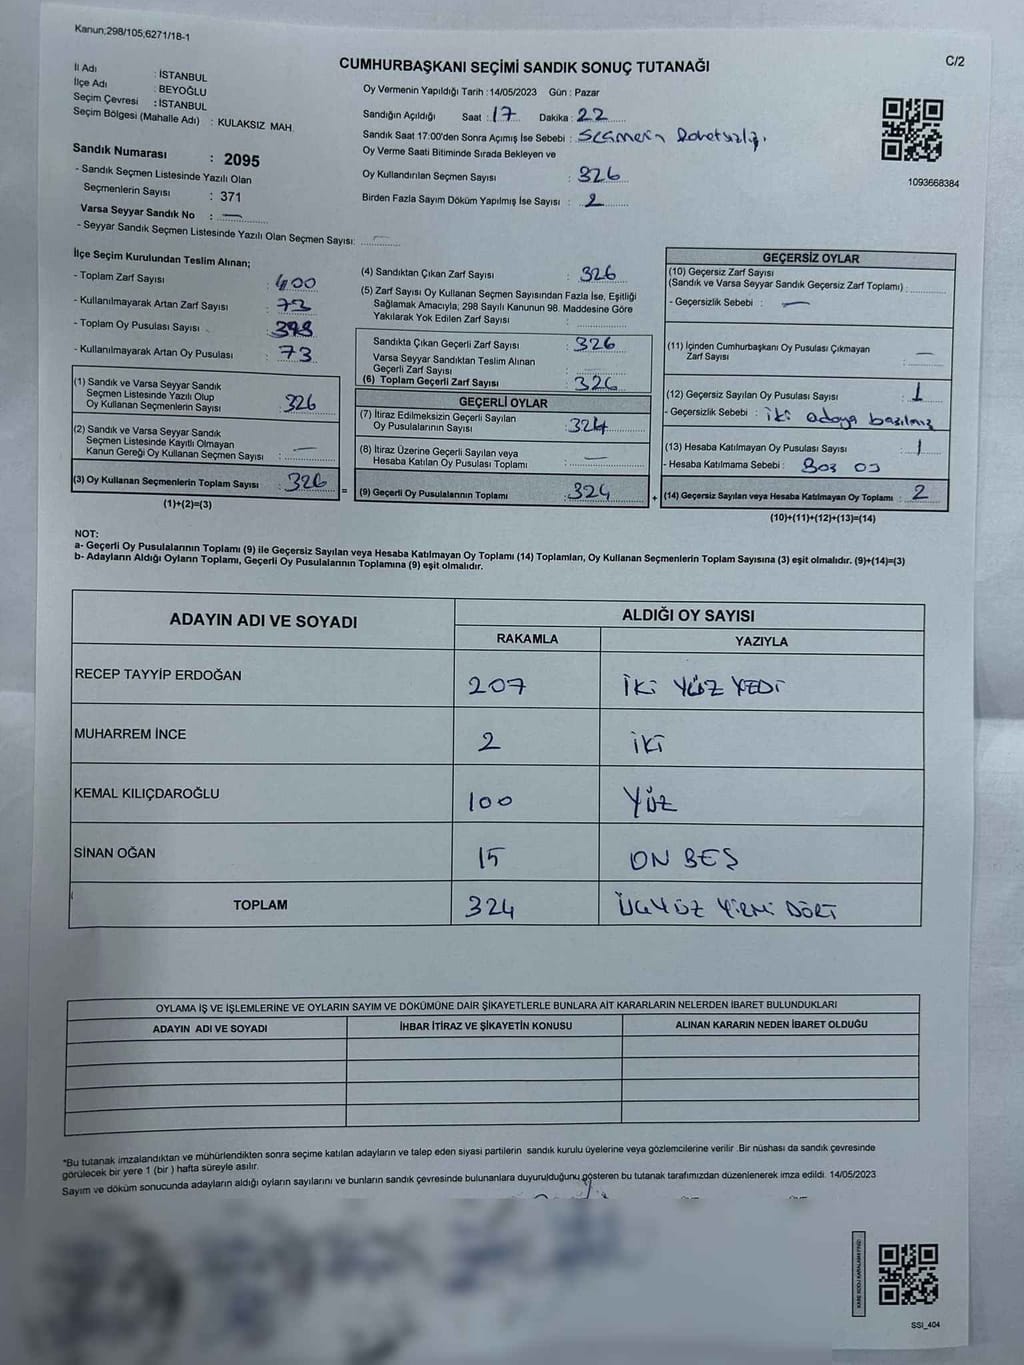 Kanun;298/105;6271/18-1
C/2
CUMHURBAŞKANI SEÇİMİ SANDIK SONUÇ TUTANAĞI
İl Adı : İSTANBUL
İlçe Adı : BEYOĞLU
Seçim Çevresi : İSTANBUL
Seçim Bölgesi (Mahalle Adı) : KULAKSIZ MAH.
Sandık Numarası : 2095
- Sandık Seçmen Listesinde Yazılı Olan
Seçmenlerin Sayısı : 371
Varsa Seyyar Sandık No : —
- Seyyar Sandık Seçmen Listesinde Yazılı Olan Seçmen Sayısı: —
Oy Vermenin Yapıldığı Tarih : 14/05/2023 Gün : Pazar
Sandığın Açıldığı Saat : 17 Dakika : 22
Sandık Saat 17:00'den Sonra Açımış İse Sebebi :
Oy Verme Saati Bitiminde Sırada Bekleyen ve
Oy Kullandırılan Seçmen Sayısı : 326
Birden Fazla Sayım Döküm Yapılmış İse Sayısı : 2
1093668384
İlçe Seçim Kurulundan Teslim Alınan;
- Toplam Zarf Sayısı : 400
- Kullanılmayarak Artan Zarf Sayısı :
- Toplam Oy Pusulası Sayısı :
- Kullanılmayarak Artan Oy Pusulası : 73
(1) Sandık ve Varsa Seyyar Sandık
Seçmen Listesinde Yazılı Olup
Oy Kullanan Seçmenlerin Sayısı : 326
(2) Sandık ve Varsa Seyyar Sandık
Seçmen Listesinde Kayıtlı Olmayan
Kanun Gereği Oy Kullanan Seçmen Sayısı : —
(3) Oy Kullanan Seçmenlerin Toplam Sayısı : 326
(1)+(2)=(3)
=
(4) Sandıktan Çıkan Zarf Sayısı : 326
(5) Zarf Sayısı Oy Kullanan Seçmen Sayısından Fazla İse, Eşitliği
Sağlamak Amacıyla; 298 Sayılı Kanunun 98. Maddesine Göre
Yakılarak Yok Edilen Zarf Sayısı :
Sandıkta Çıkan Geçerli Zarf Sayısı : 326
Varsa Seyyar Sandıktan Teslim Alınan
Geçerli Zarf Sayısı :
(6) Toplam Geçerli Zarf Sayısı : 326
GEÇERLİ OYLAR
(7) İtiraz Edilmeksizin Geçerli Sayılan
Oy Pusulalarının Sayısı : 324
(8) İtiraz Üzerine Geçerli Sayılan veya
Hesaba Katılan Oy Pusulası Toplamı : —
(9) Geçerli Oy Pusulalarının Toplamı : 324
+
GEÇERSİZ OYLAR
(10) Geçersiz Zarf Sayısı
(Sandık ve Varsa Seyyar Sandık Geçersiz Zarf Toplamı) :
- Geçersizlik Sebebi : —
(11) İçinden Cumhurbaşkanı Oy Pusulası Çıkmayan
Zarf Sayısı : —
(12) Geçersiz Sayılan Oy Pusulası Sayısı : 1
- Geçersizlik Sebebi : iki adaya basılmış
(13) Hesaba Katılmayan Oy Pusulası Sayısı : 1
- Hesaba Katılmama Sebebi : Boş oy
(14) Geçersiz Sayılan veya Hesaba Katılmayan Oy Toplamı : 2
(10)+(11)+(12)+(13)=(14)
NOT:
a- Geçerli Oy Pusulalarının Toplamı (9) ile Geçersiz Sayılan veya Hesaba Katılmayan Oy Toplamı (14) Toplamları, Oy Kullanan Seçmenlerin Toplam Sayısına (3) eşit olmalıdır. (9)+(14)=(3)
b- Adayların Aldığı Oyların Toplamı, Geçerli Oy Pusulalarının Toplamına (9) eşit olmalıdır.
ADAYIN ADI VE SOYADI
ALDIĞI OY SAYISI
RAKAMLA YAZIYLA
RECEP TAYYİP ERDOĞAN 207 İKİ YÜZ YEDİ
MUHARREM İNCE 2 İKİ
KEMAL KILIÇDAROĞLU 100 YÜZ
SİNAN OĞAN 15 ON BEŞ
TOPLAM 324 ÜÇYÜZ YİRMİ DÖRT
OYLAMA İŞ VE İŞLEMLERİNE VE OYLARIN SAYIM VE DÖKÜMÜNE DAİR ŞİKAYETLERLE BUNLARA AİT KARARLARIN NELERDEN İBARET BULUNDUKLARI
ADAYIN ADI VE SOYADI İHBAR İTİRAZ VE ŞİKAYETİN KONUSU ALINAN KARARIN NEDEN İBARET OLDUĞU
*Bu tutanak imzalandıktan ve mühürlendikten sonra seçime katılan adayların ve talep eden siyasi partilerin sandık kurulu üyelerine veya gözlemcilerine verilir .Bir nüshası da sandık çevresinde
görülecek bir yere 1 (bir ) hafta süreyle asılır.
Sayım ve döküm sonucunda adayların aldığı oyların sayılarını ve bunların sandık çevresinde bulunanlara duyurulduğunu gösteren bu tutanak tarafımızdan düzenlenerek imza edildi. 14/05/2023
SSI_404